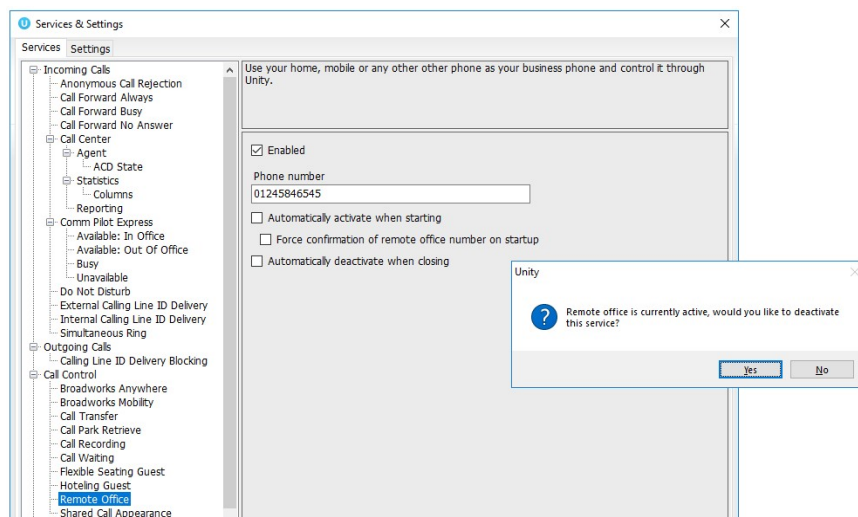 Services & Settings
Services Settings
Incoming Calls
Anonymous Call Rejection
Call Forward Always
Call Forward Busy
Call Forward No Answer
Call Center
Agent
ACD State
Statistics
Columns
Reporting
Comm Pilot Express
Available: In Office
Available: Out Of Office
Busy
Unavailable
Do Not Disturb
External Calling Line ID Delivery
Internal Calling Line ID Delivery
Simultaneous Ring
Outgoing Calls
Calling Line ID Delivery Blocking
Call Control
Broadworks Anywhere
Broadworks Mobility
Call Transfer
Call Park Retrieve
Call Recording
Call Waiting
Flexible Seating Guest
Hoteling Guest
Remote Office
Shared Call Appearance
Use your home, mobile or any other other phone as your business phone and control it through
Unity.
Enabled
Phone number
01245846545
Automatically activate when starting
Force confirmation of remote office number on startup
Automatically deactivate when closing
Unity
Remote office is currently active, would you like to deactivate
this service?
Yes No